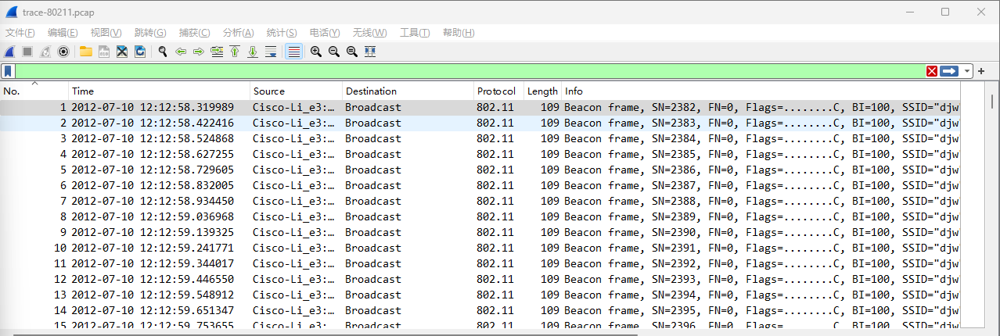 trace-80211.pcap
文件(F) 编辑(E) 视图(V) 跳转(G) 捕获(C) 分析(A) 统计(S) 电话(Y) 无线(W) 工具(T) 帮助(H)
No. Time Source Destination Protocol Length Info
1 2012-07-10 12:12:58.319989 Cisco-Li_e3:… Broadcast 802.11 109 Beacon frame, SN=2382, FN=0, Flags=........C, BI=100, SSID="djw
2 2012-07-10 12:12:58.422416 Cisco-Li_e3:… Broadcast 802.11 109 Beacon frame, SN=2383, FN=0, Flags=........C, BI=100, SSID="djw
3 2012-07-10 12:12:58.524868 Cisco-Li_e3:… Broadcast 802.11 109 Beacon frame, SN=2384, FN=0, Flags=........C, BI=100, SSID="djw
4 2012-07-10 12:12:58.627255 Cisco-Li_e3:… Broadcast 802.11 109 Beacon frame, SN=2385, FN=0, Flags=........C, BI=100, SSID="djw
5 2012-07-10 12:12:58.729605 Cisco-Li_e3:… Broadcast 802.11 109 Beacon frame, SN=2386, FN=0, Flags=........C, BI=100, SSID="djw
6 2012-07-10 12:12:58.832005 Cisco-Li_e3:… Broadcast 802.11 109 Beacon frame, SN=2387, FN=0, Flags=........C, BI=100, SSID="djw
7 2012-07-10 12:12:58.934450 Cisco-Li_e3:… Broadcast 802.11 109 Beacon frame, SN=2388, FN=0, Flags=........C, BI=100, SSID="djw
8 2012-07-10 12:12:59.036968 Cisco-Li_e3:… Broadcast 802.11 109 Beacon frame, SN=2389, FN=0, Flags=........C, BI=100, SSID="djw
9 2012-07-10 12:12:59.139325 Cisco-Li_e3:… Broadcast 802.11 109 Beacon frame, SN=2390, FN=0, Flags=........C, BI=100, SSID="djw
10 2012-07-10 12:12:59.241771 Cisco-Li_e3:… Broadcast 802.11 109 Beacon frame, SN=2391, FN=0, Flags=........C, BI=100, SSID="djw
11 2012-07-10 12:12:59.344017 Cisco-Li_e3:… Broadcast 802.11 109 Beacon frame, SN=2392, FN=0, Flags=........C, BI=100, SSID="djw
12 2012-07-10 12:12:59.446550 Cisco-Li_e3:… Broadcast 802.11 109 Beacon frame, SN=2393, FN=0, Flags=........C, BI=100, SSID="djw
13 2012-07-10 12:12:59.548912 Cisco-Li_e3:… Broadcast 802.11 109 Beacon frame, SN=2394, FN=0, Flags=........C, BI=100, SSID="djw
14 2012-07-10 12:12:59.651347 Cisco-Li_e3:… Broadcast 802.11 109 Beacon frame, SN=2395, FN=0, Flags=........C, BI=100, SSID="djw
15 2012-07-10 12:12:59.753655 Cisco-Li_e3:… Broadcast 802.11 109 Beacon frame, SN=2396, FN=0, Flags=........C, BI=100, SSID="djw